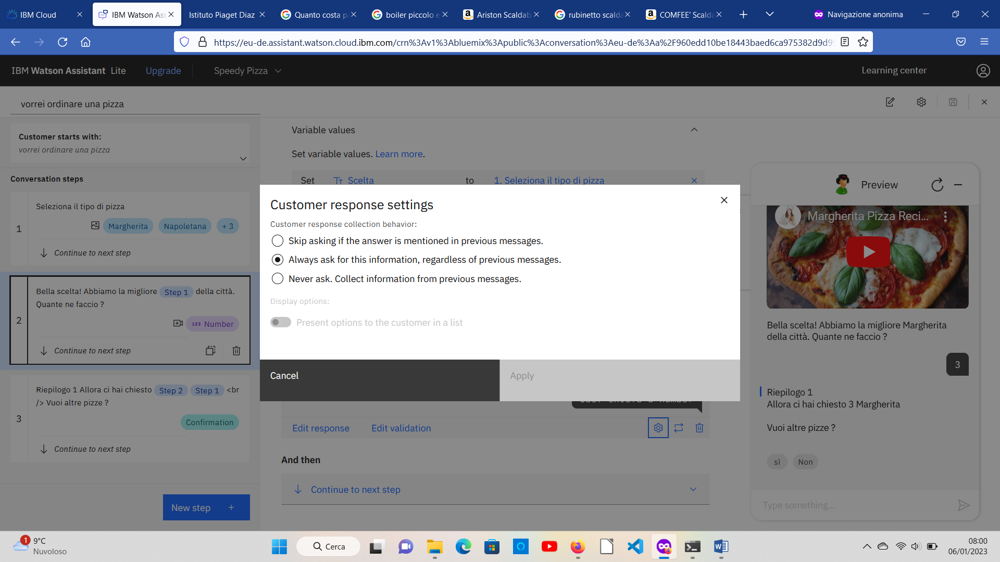 IBM Cloud
IBM Watson Ass
Istituto Piaget Diaz
Quanto costa p
boiler piccolo e
Ariston Scaldab
rubinetto scalda
COMFEE' Scalda
Navigazione anonima
https://eu-de.assistant.watson.cloud.ibm.com/crn%3Av1%3Abluemix%3Apublic%3Aconversation%3Aeu-de%3Aa%2F960edd10be18443baed6ca975382d9d9
IBM Watson Assistant Lite
Upgrade
Speedy Pizza
Learning center
vorrei ordinare una pizza
Customer starts with:
vorrei ordinare una pizza
Conversation steps
1
Seleziona il tipo di pizza
Margherita
Napoletana
+ 3
Continue to next step
2
Bella scelta! Abbiamo la migliore Step 1 della città.
Quante ne faccio ?
123 Number
Continue to next step
3
Riepilogo 1 Allora ci hai chiesto Step 2 Step 1 <br
/> Vuoi altre pizze ?
Confirmation
Continue to next step
New step +
Variable values
Set variable values. Learn more.
Set Tт Scelta to 1. Seleziona il tipo di pizza
Customer response settings
Customer response collection behavior:
Skip asking if the answer is mentioned in previous messages.
Always ask for this information, regardless of previous messages.
Never ask. Collect information from previous messages.
Display options:
Present options to the customer in a list
Cancel
Apply
Edit response
Edit validation
And then
Continue to next step
Preview
Margherita Pizza Reci...
Bella scelta! Abbiamo la migliore Margherita
della città. Quante ne faccio ?
3
Riepilogo 1
Allora ci hai chiesto 3 Margherita
Vuoi altre pizze ?
sì
Non
Type something...
1
9°C
Nuvoloso
Cerca
08:00
06/01/2023